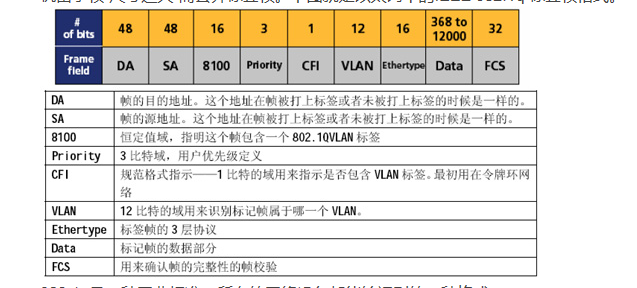 # of bits 48 48 16 3 1 12 16 368 to 12000 32
Frame field DA SA 8100 Priority CFI VLAN Ethertype Data FCS
DA 帧的目的地址。这个地址在帧被打上标签或者未被打上标签的时候是一样的。
SA 帧的源地址。这个地址在帧被打上标签或者未被打上标签的时候是一样的。
8100 恒定值域，指明这个帧包含一个 802.1QVLAN 标签
Priority 3 比特域，用户优先级定义
CFI 规范格式指示——1 比特的域用来指示是否包含 VLAN 标签。最初用在令牌环网
络
VLAN 12 比特的域用来识别标记帧属于哪一个 VLAN。
Ethertype 标签帧的 3 层协议
Data 标记帧的数据部分
FCS 用来确认帧的完整性的帧校验